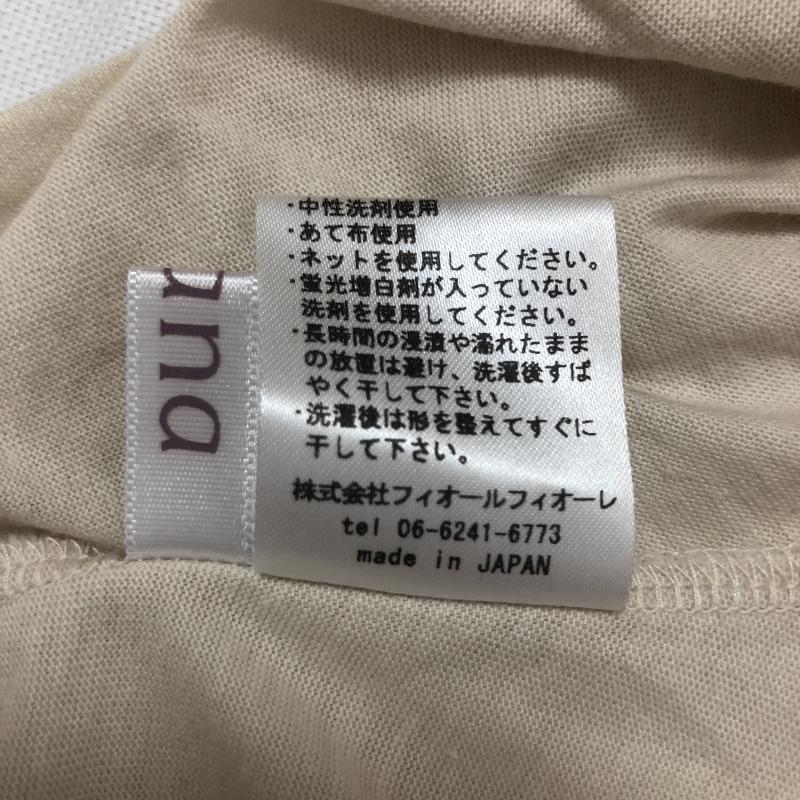 ・中性洗剤使用
・あて布使用
・ネットを使用してください。
・蛍光増白剤が入っていない
洗剤を使用してください。
・長時間の浸漬や濡れたまま
の放置は避け、洗濯後すば
やく干して下さい。
・洗濯後は形を整えてすぐに
干して下さい。
株式会社フィオールフィオーレ
tel 06-6241-6773
made in JAPAN
una